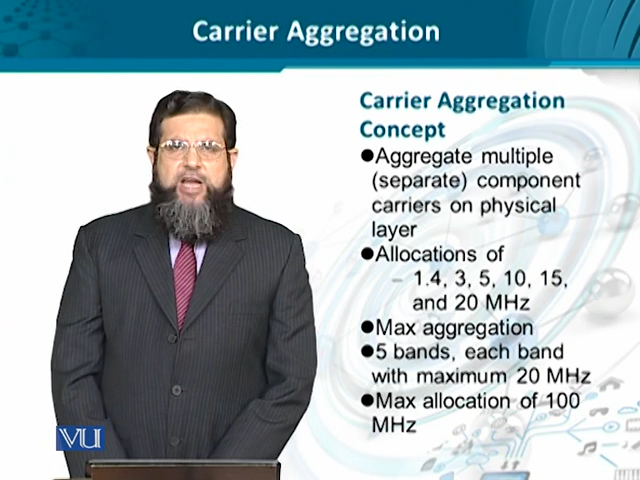 Carrier Aggregation
Carrier Aggregation
Concept
●Aggregate multiple
(separate) component
carriers on physical
layer
●Allocations of
– 1.4, 3, 5, 10, 15,
and 20 MHz
●Max aggregation
●5 bands, each band
with maximum 20 MHz
●Max allocation of 100
MHz
VU